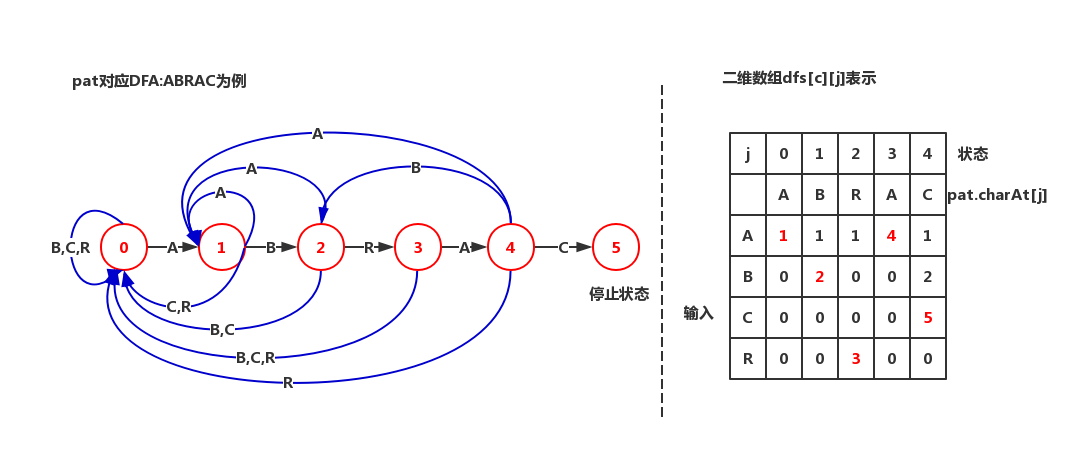 pat对应DFA:ABRAC为例
二维数组dfs[c][j]表示
A
A
B
A
B,C,R
0
A
1
B
2
R
3
A
4
C
5
停止状态
C,R
B,C
B,C,R
R
j 0 1 2 3 4 状态
A B R A C pat.charAt[j]
A 1 1 1 4 1
B 0 2 0 0 2
输入
C 0 0 0 0 5
R 0 0 3 0 0